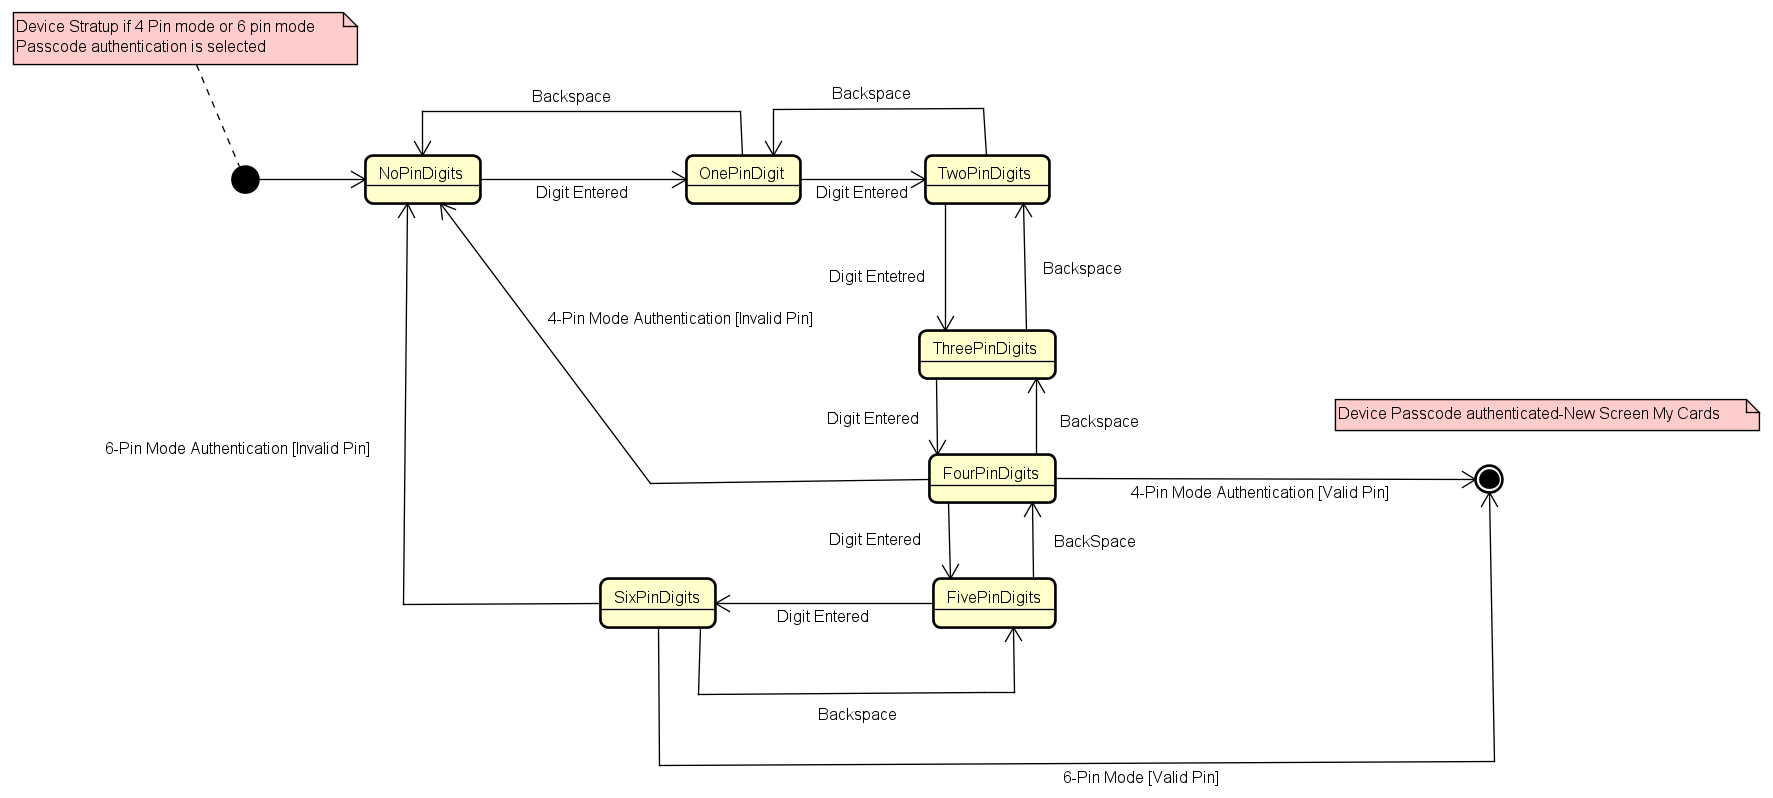 Device Stratup if 4 Pin mode or 6 pin mode
Passcode authentication is selected
Backspace
Backspace
NoPinDigits
OnePinDigit
TwoPinDigits
Digit Entered
Digit Entered
Digit Entetred
Backspace
4-Pin Mode Authentication [Invalid Pin]
ThreePinDigits
Device Passcode authenticated-New Screen My Cards
Digit Entered
Backspace
6-Pin Mode Authentication [Invalid Pin]
FourPinDigits
4-Pin Mode Authentication [Valid Pin]
Digit Entered
BackSpace
SixPinDigits
FivePinDigits
Digit Entered
Backspace
6-Pin Mode [Valid Pin]